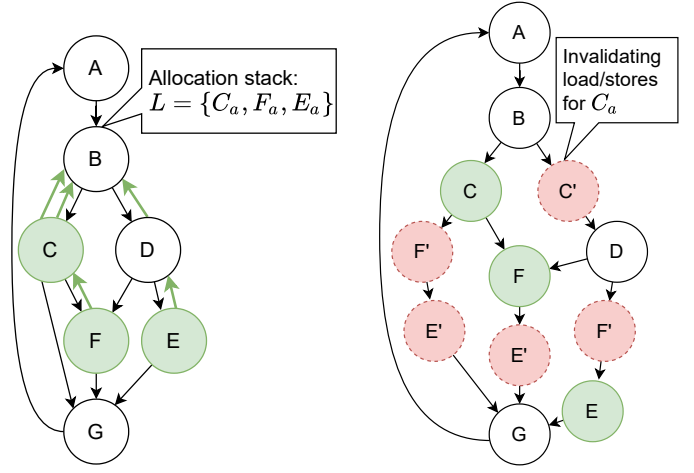 A
Allocation stack:
L = {C_a, F_a, E_a}
B
C
D
F
E
G
A
Invalidating
load/stores
for C_a
B
C
C'
F'
F
D
E'
E'
F'
E
G